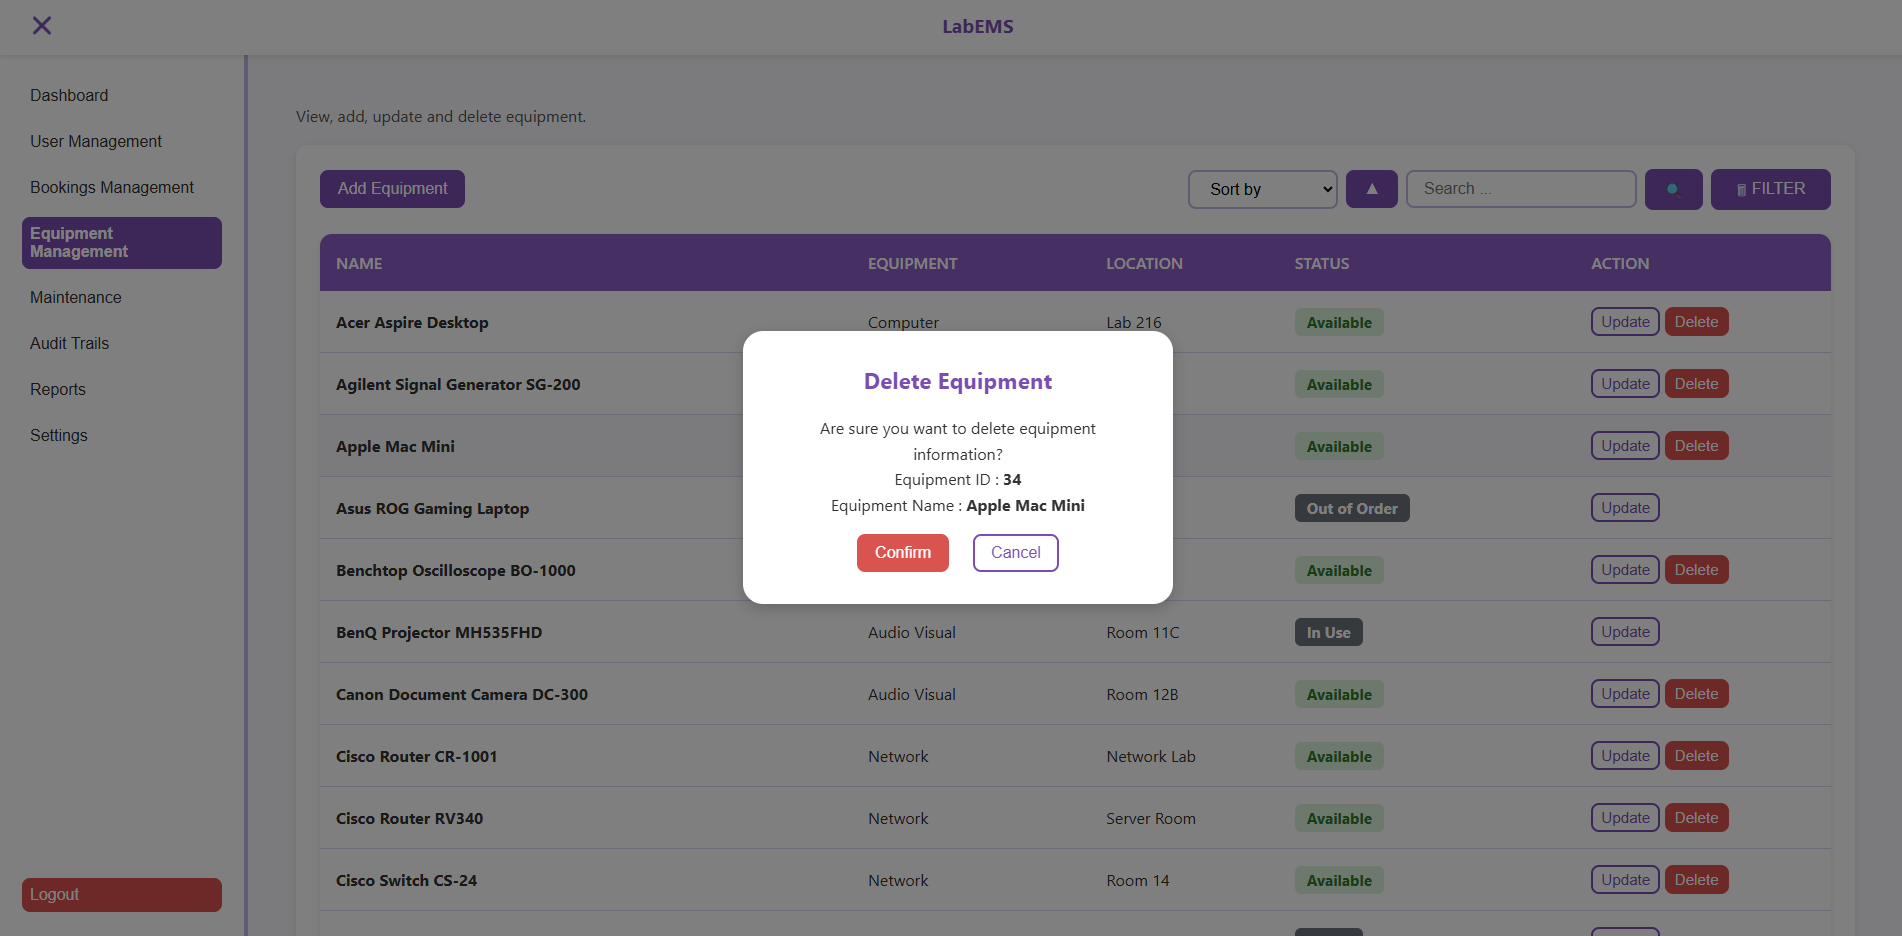 LabEMS
Dashboard
User Management
Bookings Management
Equipment
Management
Maintenance
Audit Trails
Reports
Settings
Logout
View, add, update and delete equipment.
Add Equipment
Sort by
▲
Search ...
FILTER
NAME EQUIPMENT LOCATION STATUS ACTION
Acer Aspire Desktop Computer Lab 216 Available Update Delete
Agilent Signal Generator SG-200 Available Update Delete
Apple Mac Mini Available Update Delete
Asus ROG Gaming Laptop Out of Order Update
Benchtop Oscilloscope BO-1000 Available Update Delete
BenQ Projector MH535FHD Audio Visual Room 11C In Use Update
Canon Document Camera DC-300 Audio Visual Room 12B Available Update Delete
Cisco Router CR-1001 Network Network Lab Available Update Delete
Cisco Router RV340 Network Server Room Available Update Delete
Cisco Switch CS-24 Network Room 14 Available Update Delete
Delete Equipment
Are sure you want to delete equipment
information?
Equipment ID : 34
Equipment Name : Apple Mac Mini
Confirm Cancel